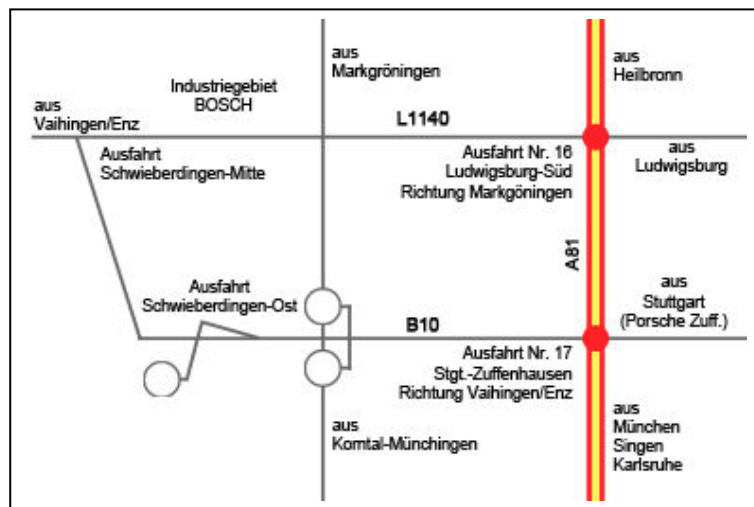 aus
Markgröningen
aus
Heilbronn
Industriegebiet
BOSCH
aus
Vaihingen/Enz
L1140
Ausfahrt
Schwieberdingen-Mitte
Ausfahrt Nr. 16
Ludwigsburg-Süd
Richtung Markgöningen
aus
Ludwigsburg
A81
Ausfahrt
Schwieberdingen-Ost
aus
Stuttgart
(Porsche Zuff.)
B10
Ausfahrt Nr. 17
Stgt.-Zuffenhausen
Richtung Vaihingen/Enz
aus
Korntal-Münchingen
aus
München
Singen
Karlsruhe